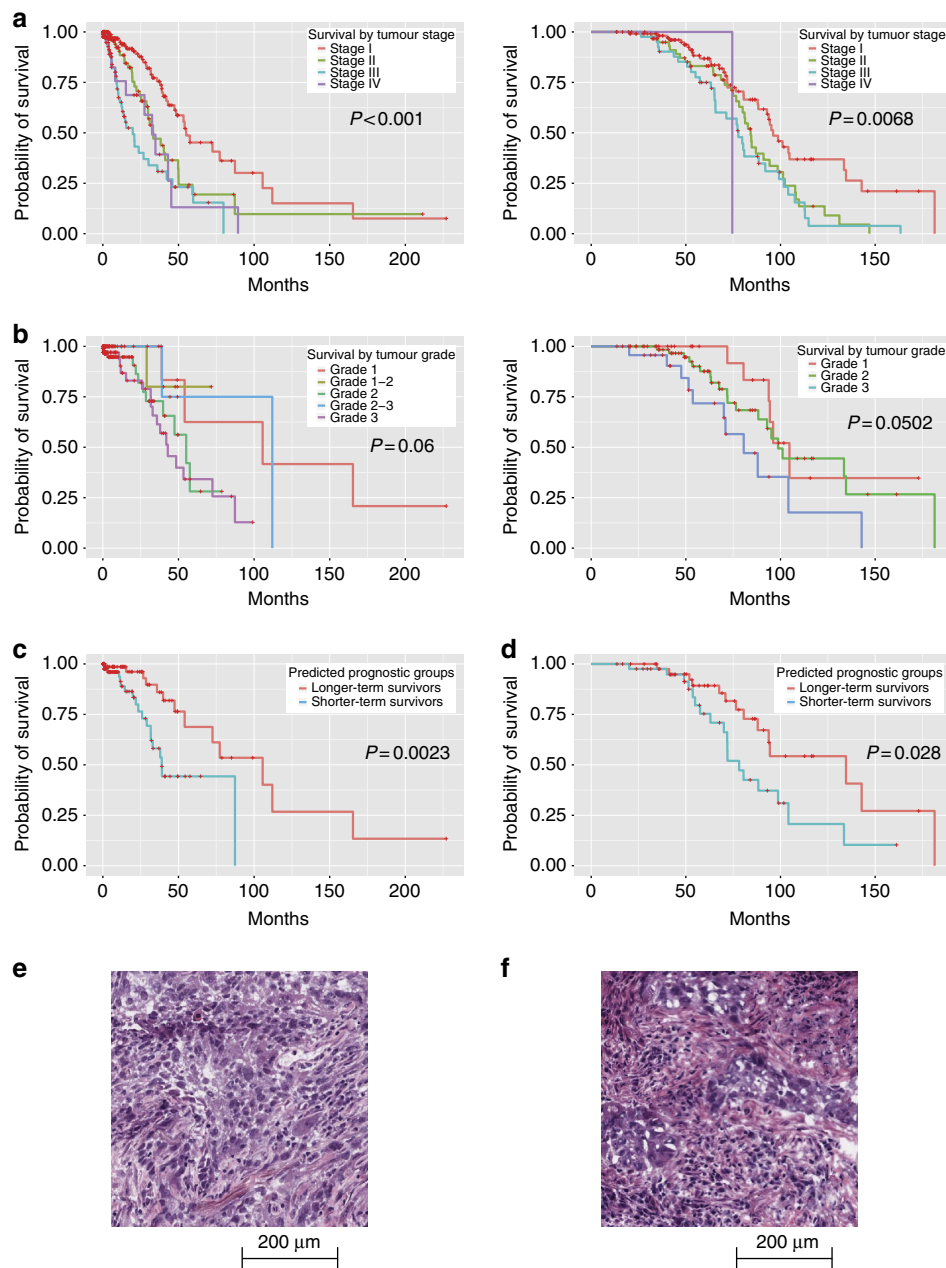 a
Survival by tumour stage
Stage I
Stage II
Stage III
Stage IV
P<0.001
1.00
0.75
0.50
0.25
0.00
Probability of survival
0 50 100 150 200
Months
Survival by tumour stage
Stage I
Stage II
Stage III
Stage IV
P=0.0068
1.00
0.75
0.50
0.25
0.00
Probability of survival
0 50 100 150
Months
b
Survival by tumour grade
Grade 1
Grade 1–2
Grade 2
Grade 2–3
Grade 3
P=0.06
1.00
0.75
0.50
0.25
0.00
Probability of survival
0 50 100 150 200
Months
Survival by tumour grade
Grade 1
Grade 2
Grade 3
P=0.0502
1.00
0.75
0.50
0.25
0.00
Probability of survival
0 50 100 150
Months
c
Predicted prognostic groups
Longer-term survivors
Shorter-term survivors
P=0.0023
1.00
0.75
0.50
0.25
0.00
Probability of survival
0 50 100 150 200
Months
d
Predicted prognostic groups
Longer-term survivors
Shorter-term survivors
P=0.028
1.00
0.75
0.50
0.25
0.00
Probability of survival
0 50 100 150
Months
e
200 μm
f
200 μm